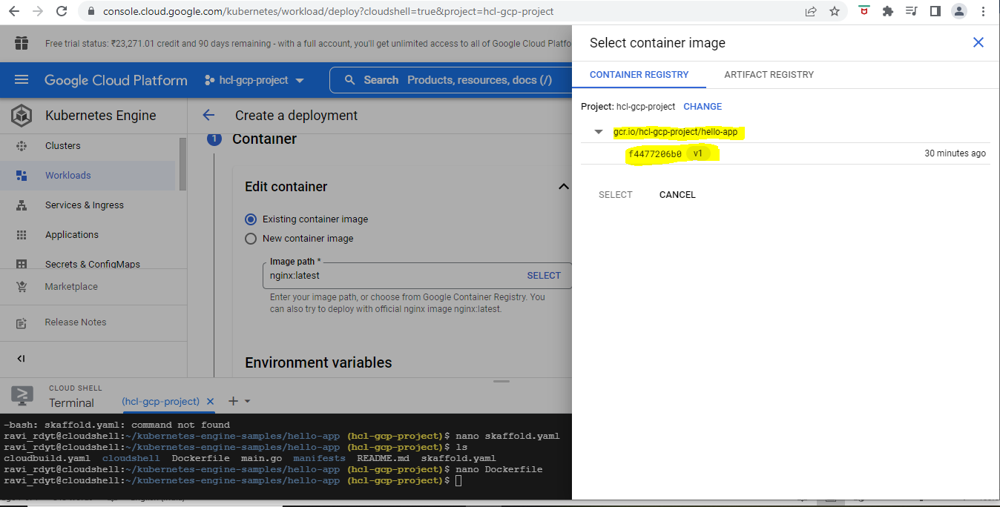 console.cloud.google.com/kubernetes/workload/deploy?cloudshell=true&project=hcl-gcp-project
Free trial status: ₹23,271.01 credit and 90 days remaining - with a full account, you'll get unlimited access to all of Google Cloud Platfo
Google Cloud Platform
hcl-gcp-project
Search Products, resources, docs (/)
Kubernetes Engine
Clusters
Workloads
Services & Ingress
Applications
Secrets & ConfigMaps
Marketplace
Release Notes
Create a deployment
1 Container
Edit container
Existing container image
New container image
Image path *
nginx:latest
SELECT
Enter your image path, or choose from Google Container Registry. You
can also try to deploy with official nginx image nginx:latest.
Environment variables
Select container image
CONTAINER REGISTRY
ARTIFACT REGISTRY
Project: hcl-gcp-project CHANGE
gcr.io/hcl-gcp-project/hello-app
f4477206b0 v1 30 minutes ago
SELECT
CANCEL
CLOUD SHELL
Terminal
(hcl-gcp-project)
-bash: skaffold.yaml: command not found
ravi_rdyt@cloudshell:~/kubernetes-engine-samples/hello-app (hcl-gcp-project)$ nano skaffold.yaml
ravi_rdyt@cloudshell:~/kubernetes-engine-samples/hello-app (hcl-gcp-project)$ ls
cloudbuild.yaml cloudshell Dockerfile main.go manifests README.md skaffold.yaml
ravi_rdyt@cloudshell:~/kubernetes-engine-samples/hello-app (hcl-gcp-project)$ nano Dockerfile
ravi_rdyt@cloudshell:~/kubernetes-engine-samples/hello-app (hcl-gcp-project)$